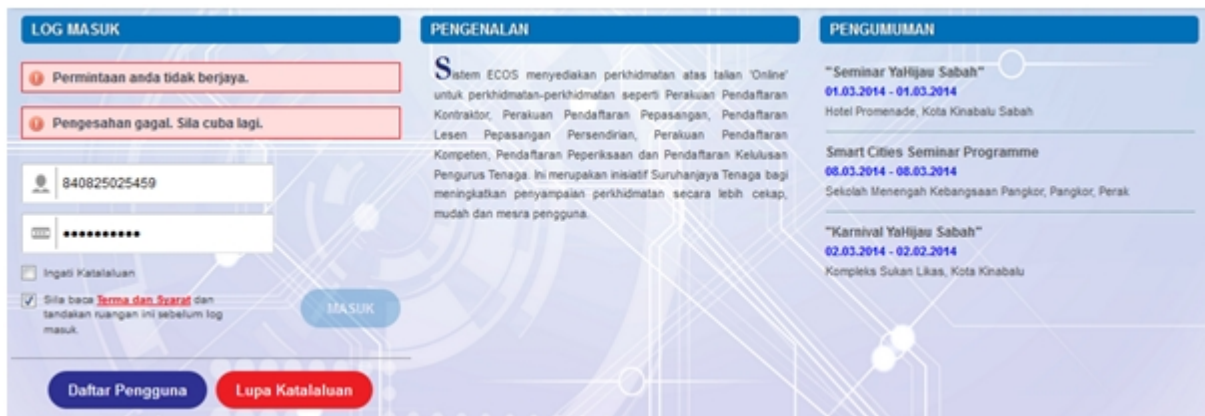 LOG MASUK
Permintaan anda tidak berjaya.
Pengesahan gagal. Sila cuba lagi.
840825025459
••••••••••
Ingati Katalaluan
Sila baca Terma dan Syarat dan
tandakan ruangan ini sebelum log
masuk.
MASUK
Daftar Pengguna
Lupa Katalaluan
PENGENALAN
Sistem ECOS menyediakan perkhidmatan atas talian 'Online'
untuk perkhidmatan-perkhidmatan seperti Perakuan Pendaftaran
Kontraktor, Perakuan Pendaftaran Pepasangan, Pendaftaran
Lesen Pepasangan Persendirian, Perakuan Pendaftaran
Kompeten, Pendaftaran Peperiksaan dan Pendaftaran Kelulusan
Pengurus Tenaga. Ini merupakan inisiatif Suruhanjaya Tenaga bagi
meningkatkan penyampaian perkhidmatan secara lebih cekap,
mudah dan mesra pengguna.
PENGUMUMAN
"Seminar YaHijau Sabah"
01.03.2014 - 01.03.2014
Hotel Promenade, Kota Kinabalu Sabah
Smart Cities Seminar Programme
08.03.2014 - 08.03.2014
Sekolah Menengah Kebangsaan Pangkor, Pangkor, Perak
"Karnival YaHijau Sabah"
02.03.2014 - 02.02.2014
Kompleks Sukan Likas, Kota Kinabalu